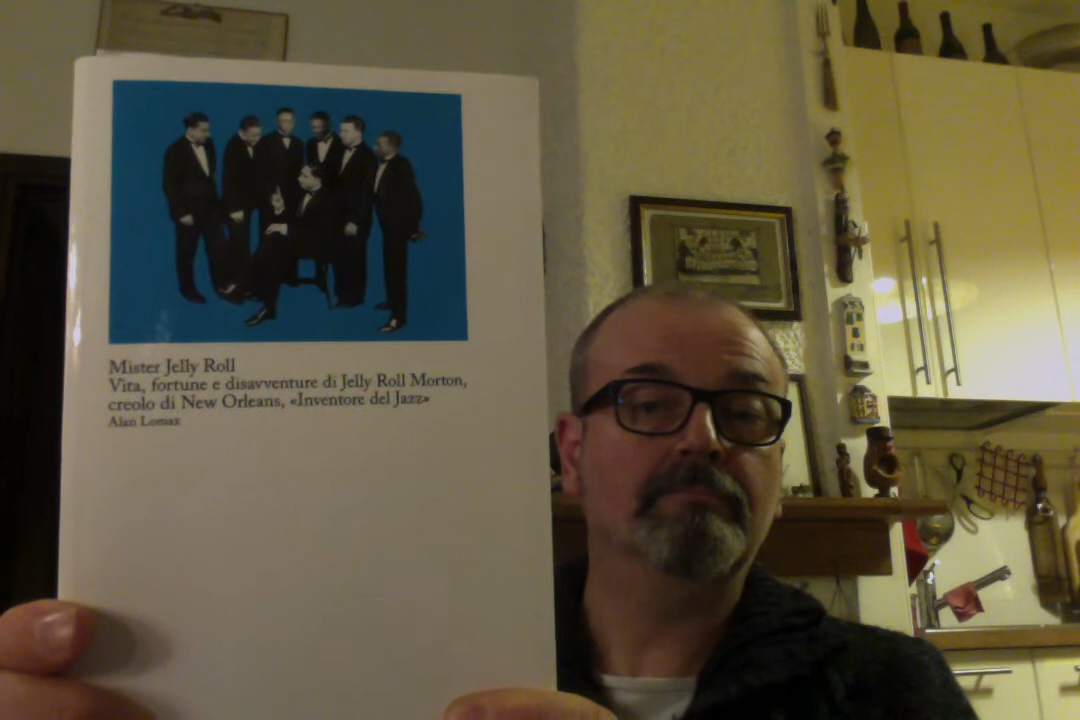 Mister Jelly Roll
Vita, fortune e disavventure di Jelly Roll Morton,
creolo di New Orleans, «Inventore del Jazz»
Alan Lomax